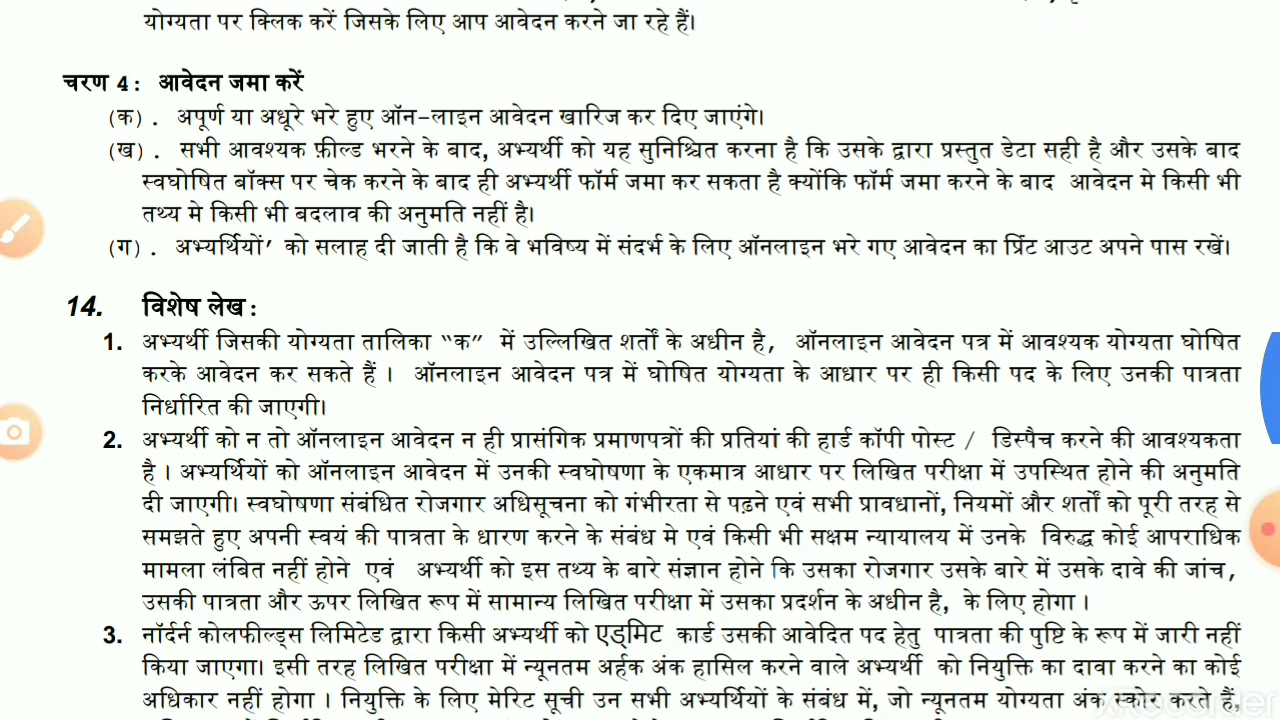 योग्यता पर क्लिक करें जिसके लिए आप आवेदन करने जा रहे हैं।
चरण 4: आवेदन जमा करें
(क). अपूर्ण या अधूरे भरे हुए ऑन-लाइन आवेदन खारिज कर दिए जाएंगे।
(ख). सभी आवश्यक फ़ील्ड भरने के बाद, अभ्यर्थी को यह सुनिश्चित करना है कि उसके द्वारा प्रस्तुत डेटा सही है और उसके बाद
स्वघोषित बॉक्स पर चेक करने के बाद ही अभ्यर्थी फॉर्म जमा कर सकता है क्योंकि फॉर्म जमा करने के बाद आवेदन मे किसी भी
तथ्य मे किसी भी बदलाव की अनुमति नहीं है।
(ग). अभ्यर्थियों’ को सलाह दी जाती है कि वे भविष्य में संदर्भ के लिए ऑनलाइन भरे गए आवेदन का प्रिंट आउट अपने पास रखें।
14. विशेष लेख:
1. अभ्यर्थी जिसकी योग्यता तालिका “क” में उल्लिखित शर्तों के अधीन है, ऑनलाइन आवेदन पत्र में आवश्यक योग्यता घोषित
करके आवेदन कर सकते हैं । ऑनलाइन आवेदन पत्र में घोषित योग्यता के आधार पर ही किसी पद के लिए उनकी पात्रता
निर्धारित की जाएगी।
2. अभ्यर्थी को न तो ऑनलाइन आवेदन न ही प्रासंगिक प्रमाणपत्रों की प्रतियां की हार्ड कॉपी पोस्ट / डिस्पैच करने की आवश्यकता
है । अभ्यर्थियों को ऑनलाइन आवेदन में उनकी स्वघोषणा के एकमात्र आधार पर लिखित परीक्षा में उपस्थित होने की अनुमति
दी जाएगी। स्वघोषणा संबंधित रोजगार अधिसूचना को गंभीरता से पढ़ने एवं सभी प्रावधानों, नियमों और शर्तों को पूरी तरह से
समझते हुए अपनी स्वयं की पात्रता के धारण करने के संबंध मे एवं किसी भी सक्षम न्यायालय में उनके विरुद्ध कोई आपराधिक
मामला लंबित नहीं होने एवं अभ्यर्थी को इस तथ्य के बारे संज्ञान होने कि उसका रोजगार उसके बारे में उसके दावे की जांच,
उसकी पात्रता और ऊपर लिखित रूप में सामान्य लिखित परीक्षा में उसका प्रदर्शन के अधीन है, के लिए होगा ।
3. नॉर्दर्न कोलफील्ड्स लिमिटेड द्वारा किसी अभ्यर्थी को एड्मिट कार्ड उसकी आवेदित पद हेतु पात्रता की पुष्टि के रूप में जारी नहीं
किया जाएगा। इसी तरह लिखित परीक्षा में न्यूनतम अर्हक अंक हासिल करने वाले अभ्यर्थी को नियुक्ति का दावा करने का कोई
अधिकार नहीं होगा । नियुक्ति के लिए मेरिट सूची उन सभी अभ्यर्थियों के संबंध में, जो न्यूनतम योग्यता अंक स्कोर करते हैं,